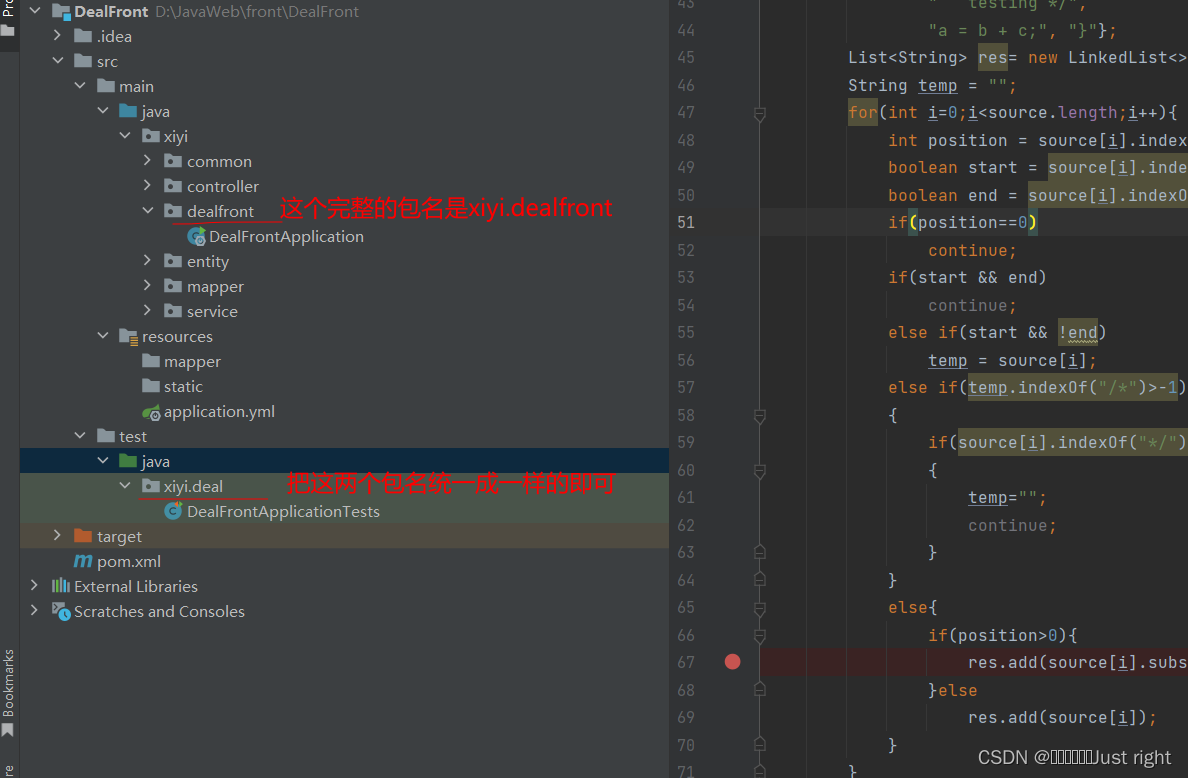 DealFront D:\JavaWeb\front\DealFront
.idea
src
main
java
xiyi
common
controller
dealfront 这个完整的包名是xiyi.dealfront
DealFrontApplication
entity
mapper
service
resources
mapper
static
application.yml
test
java
xiyi.deal 把这两个包名统一成一样的即可
DealFrontApplicationTests
target
pom.xml
External Libraries
Scratches and Consoles
Bookmarks
43 " testing */",
44 "a = b + c;", "}"};
45 List<String> res= new LinkedList<>
46 String temp = "";
47 for(int i=0;i<source.length;i++){
48 int position = source[i].index
49 boolean start = source[i].inde
50 boolean end = source[i].indexO
51 if(position==0)
52 continue;
53 if(start && end)
54 continue;
55 else if(start && !end)
56 temp = source[i];
57 else if(temp.indexOf("/*")>-1)
58 {
59 if(source[i].indexOf("*/")
60 {
61 temp="";
62 continue;
63 }
64 }
65 else{
66 if(position>0){
67 res.add(source[i].subs
68 }else
69 res.add(source[i]);
70 }
71 }
CSDN @Just right